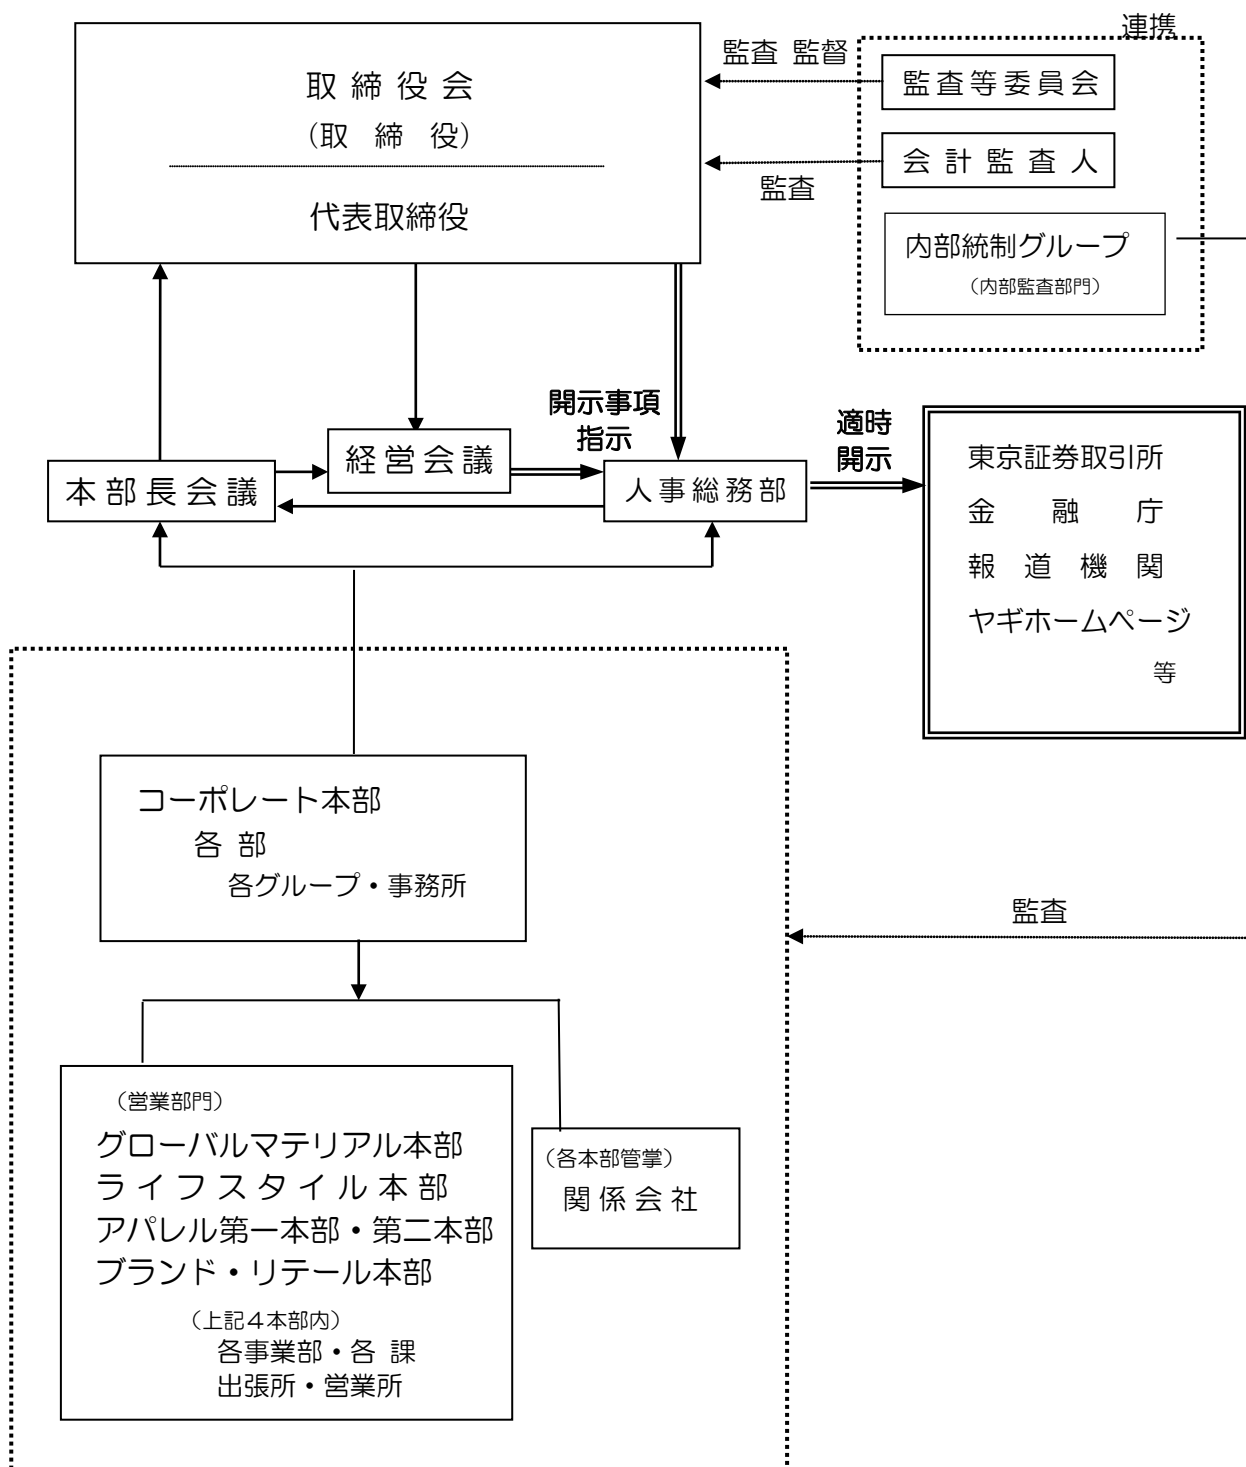 連携
取締役会
(取締役)
代表取締役
監査 監督
監査
監査等委員会
会計監査人
内部統制グループ
(内部監査部門)
開示事項
指示
適時
開示
本部長会議
経営会議
人事総務部
東京証券取引所
金融庁
報道機関
ヤギホームページ
等
コーポレート本部
各部
各グループ・事務所
監査
(営業部門)
グローバルマテリアル本部
ライフスタイル本部
アパレル第一本部・第二本部
ブランド・リテール本部
(上記4本部内)
各事業部・各課
出張所・営業所
(各本部管掌)
関係会社